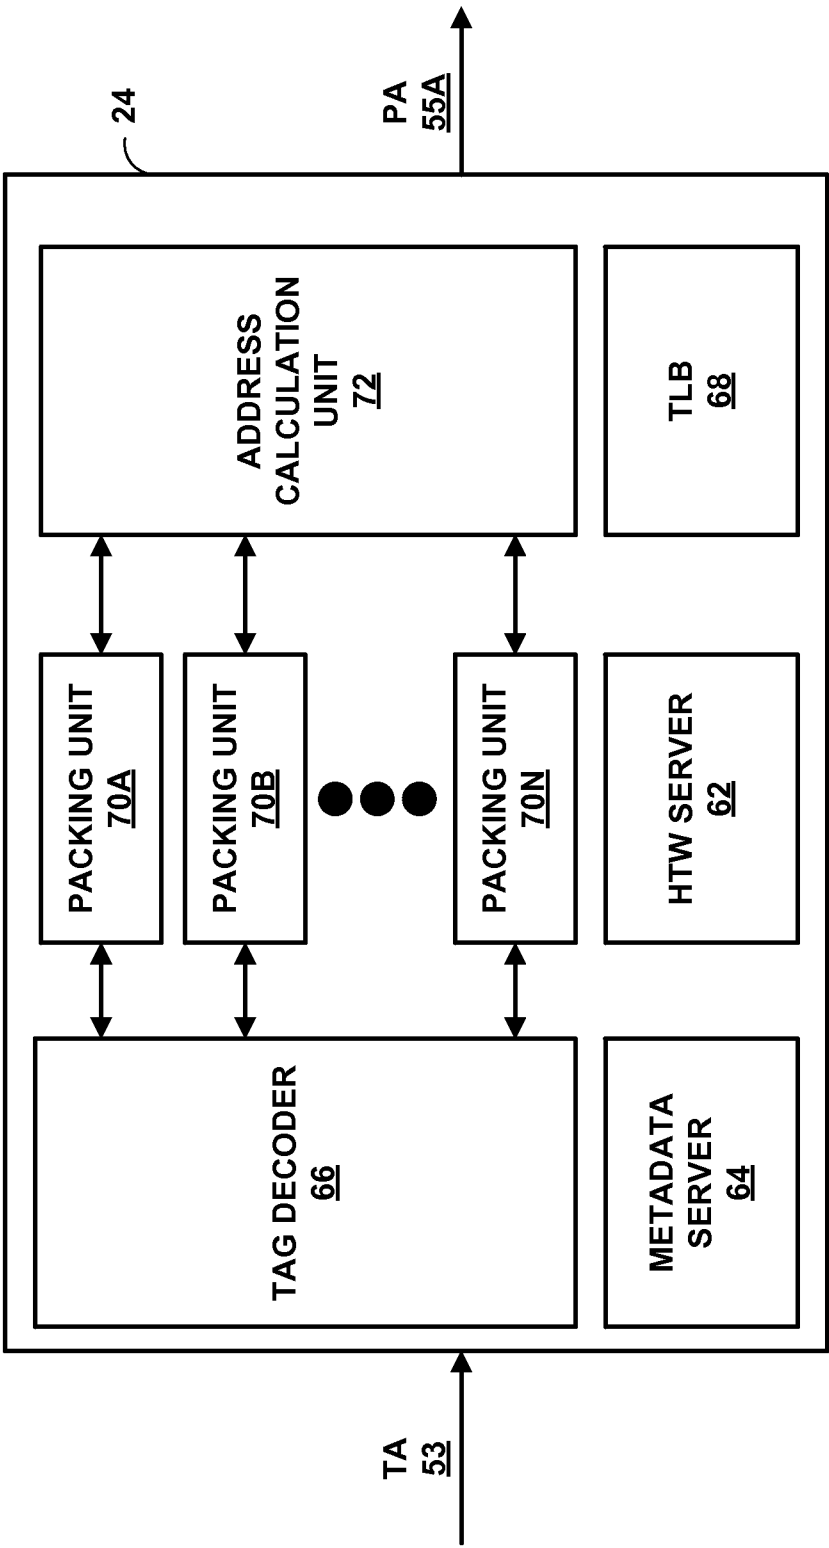 24
TA
53
PA
55A
TAG DECODER
66
PACKING UNIT
70A
PACKING UNIT
70B
PACKING UNIT
70N
ADDRESS
CALCULATION
UNIT
72
METADATA
SERVER
64
HTW SERVER
62
TLB
68